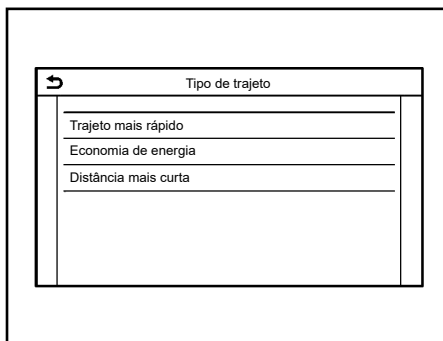 Tipo de trajeto
Trajeto mais rápido
Economia de energia
Distância mais curta